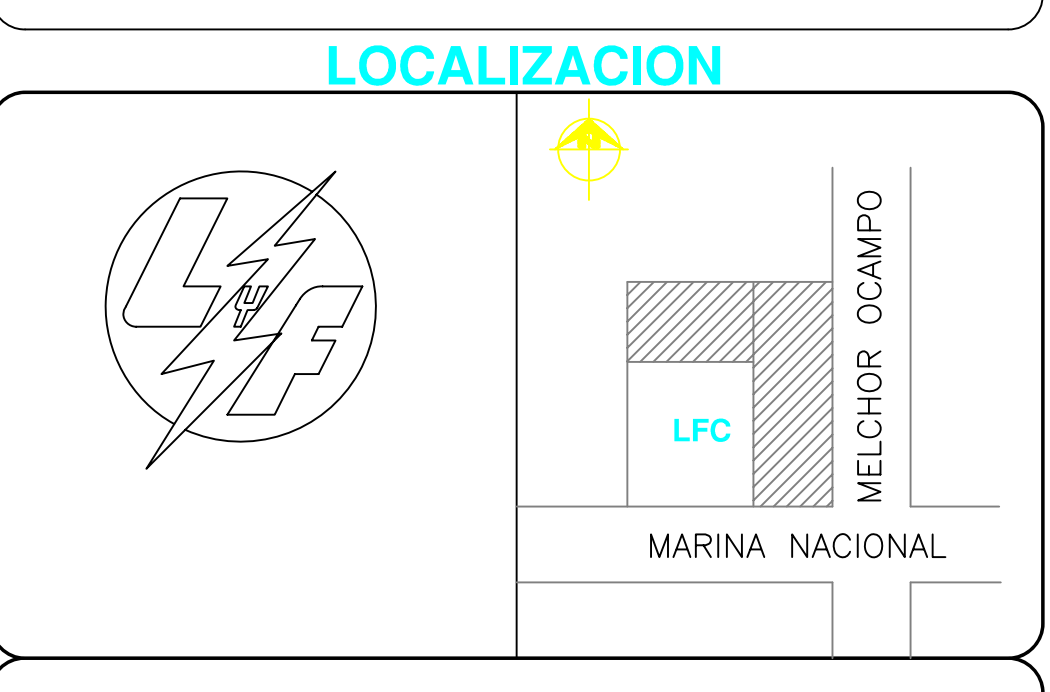 LOCALIZACION
L y F
MELCHOR OCAMPO
LFC
MARINA NACIONAL